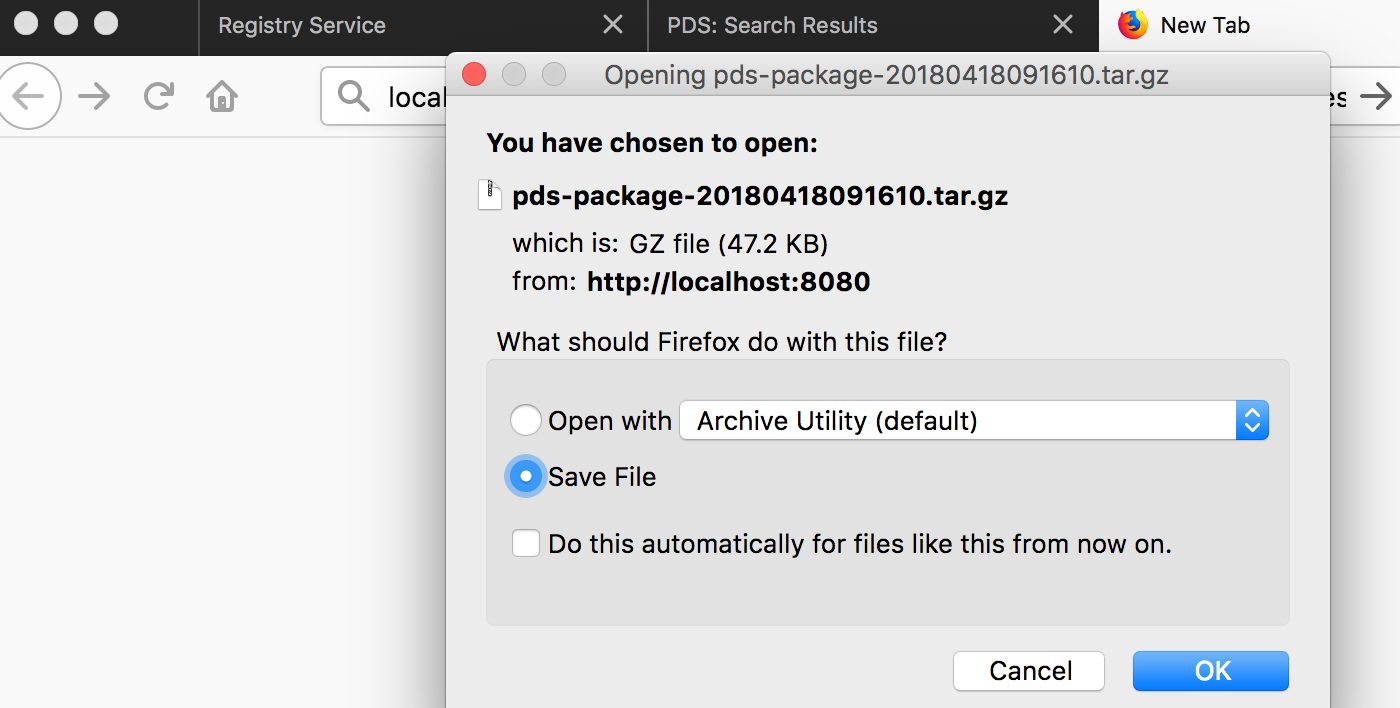 Registry Service
PDS: Search Results
New Tab
Opening pds-package-20180418091610.tar.gz
You have chosen to open:
pds-package-20180418091610.tar.gz
which is: GZ file (47.2 KB)
from: http://localhost:8080
What should Firefox do with this file?
Open with Archive Utility (default)
Save File
Do this automatically for files like this from now on.
Cancel OK